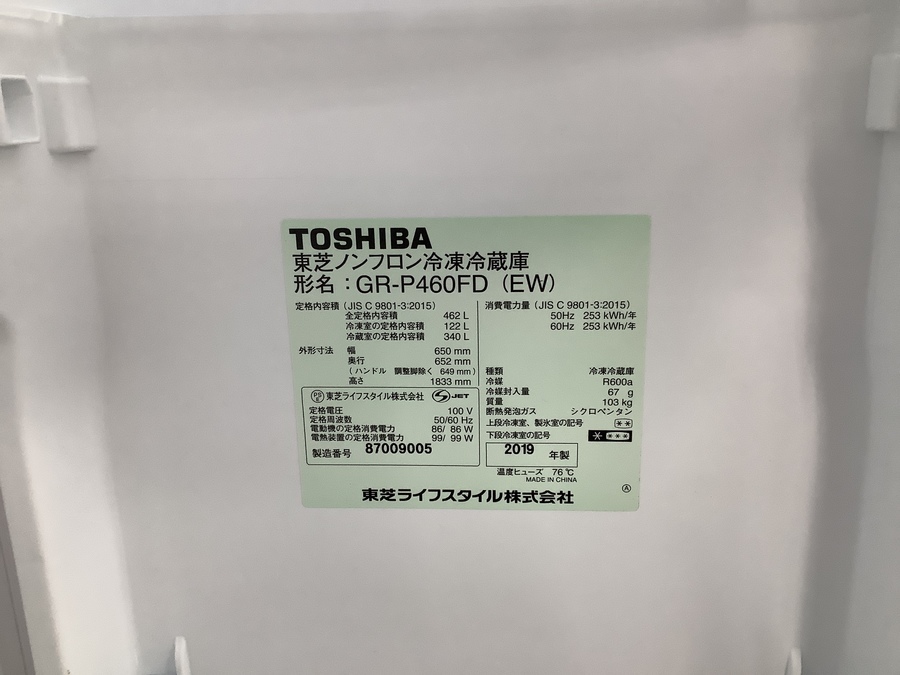 TOSHIBA
東芝ノンフロン冷凍冷蔵庫
形名：GR-P460FD（EW）
定格内容積（JIS C 9801-3:2015）
全定格内容積 462 L
冷凍室の定格内容積 122 L
冷蔵室の定格内容積 340 L
外形寸法 幅 650 mm
奥行 652 mm
（ハンドル 調整脚除く 649 mm）
高さ 1833 mm
PS E 東芝ライフスタイル株式会社 S JET
定格電圧 100 V
定格周波数 50/60 Hz
電動機の定格消費電力 86/ 86 W
電熱装置の定格消費電力 99/ 99 W
製造番号 87009005
消費電力量（JIS C 9801-3:2015）
50Hz 253 kWh/年
60Hz 253 kWh/年
種類 冷凍冷蔵庫
冷媒 R600a
冷媒封入量 67 g
質量 103 kg
断熱発泡ガス シクロペンタン
上段冷凍室、製氷室の記号 **
下段冷凍室の記号 * ***
2019 年製
温度ヒューズ 76℃
MADE IN CHINA
東芝ライフスタイル株式会社
Ⓐ